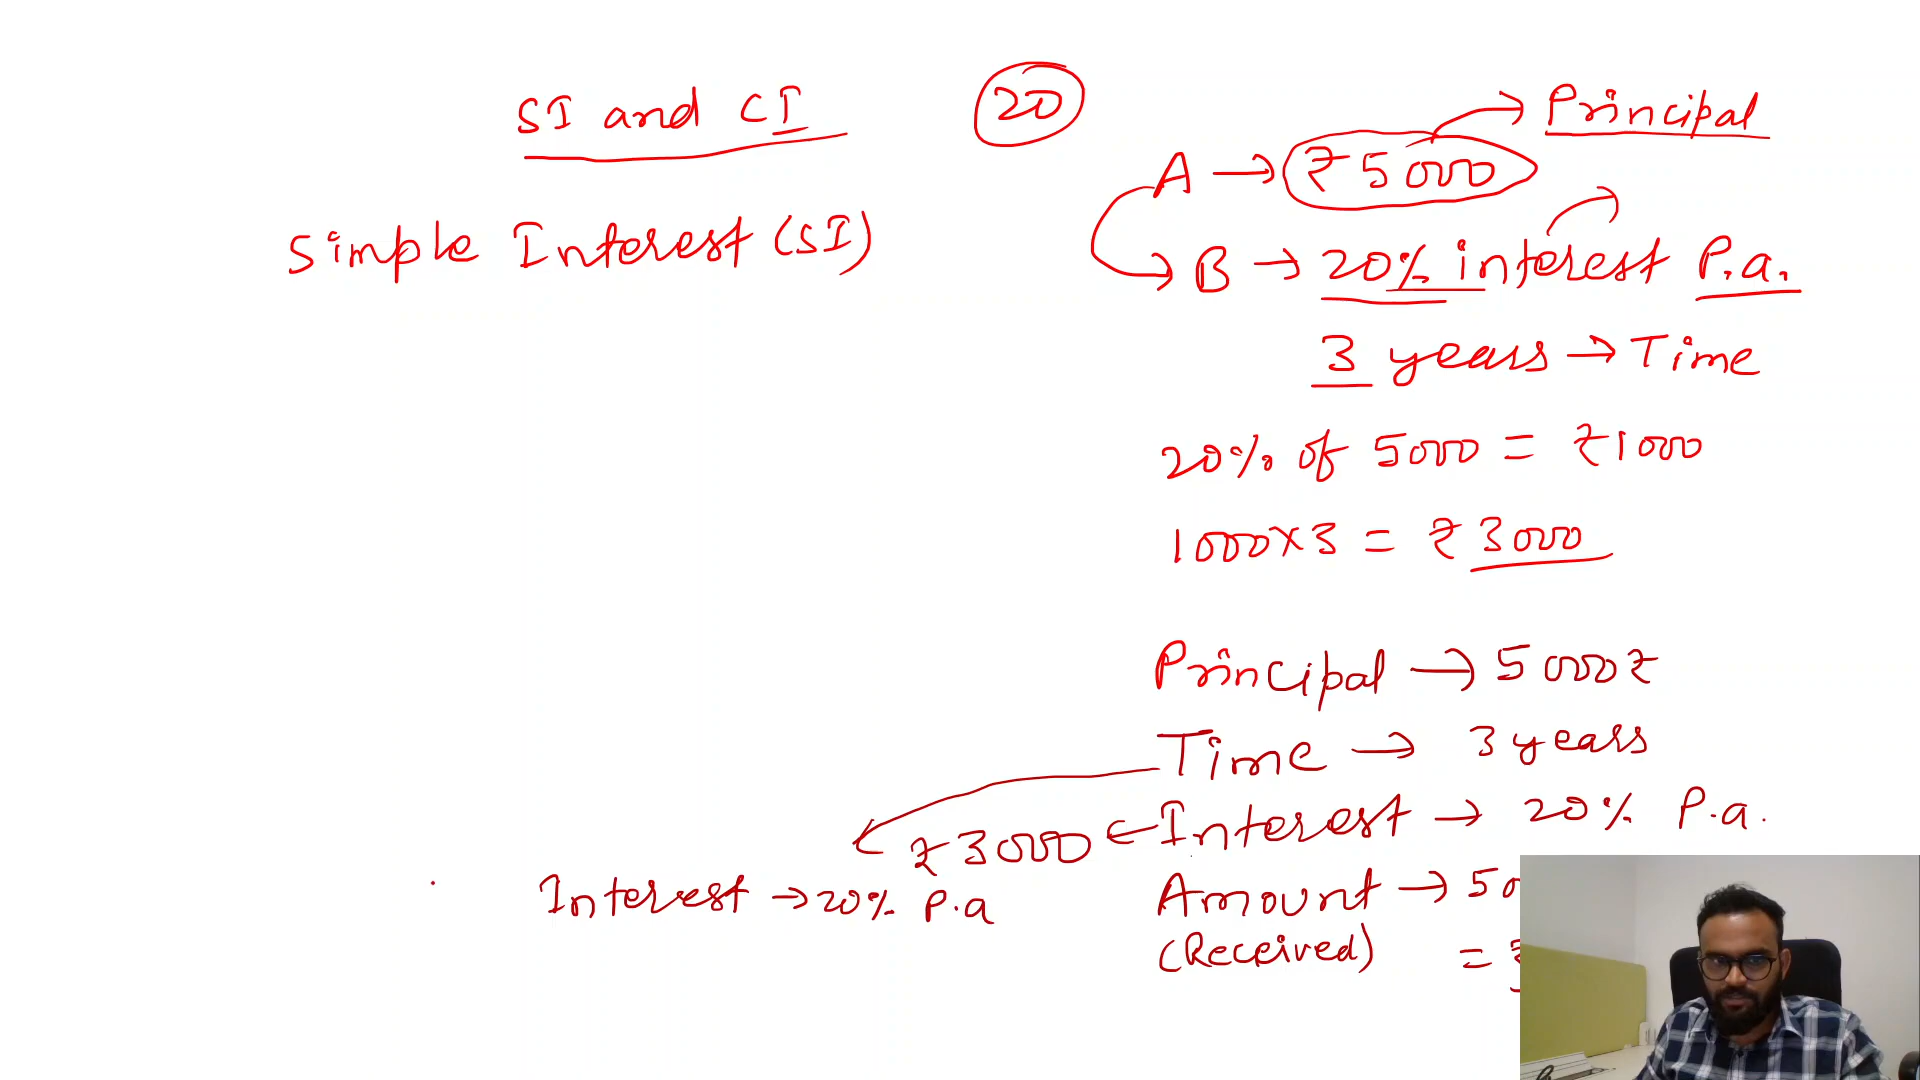 SI and CI
20
Simple Interest (SI)
A → ₹5000 → Principal
B → 20% interest P.a.
3 years → Time
20% of 5000 = ₹1000
1000×3 = ₹3000
Principal → 5000₹
Time → 3 years
₹3000 ← Interest → 20% P.a.
Interest → 20% P.a
Amount → 50
(Received) =